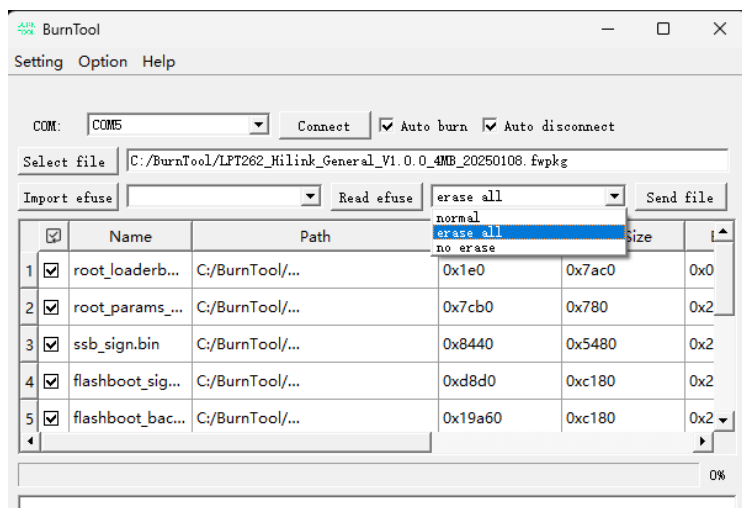 BurnTool
Setting Option Help
COM: COM5 Connect Auto burn Auto disconnect
Select file C:/BurnTool/LPT262_Hilink_General_V1.0.0_4MB_20250108.fwpkg
Import efuse Read efuse erase all Send file
normal
erase all
no erase
Name Path Size
1 root_loaderb... C:/BurnTool/... 0x1e0 0x7ac0 0x0
2 root_params_... C:/BurnTool/... 0x7cb0 0x780 0x2
3 ssb_sign.bin C:/BurnTool/... 0x8440 0x5480 0x2
4 flashboot_sig... C:/BurnTool/... 0xd8d0 0xc180 0x2
5 flashboot_bac... C:/BurnTool/... 0x19a60 0xc180 0x2
0%